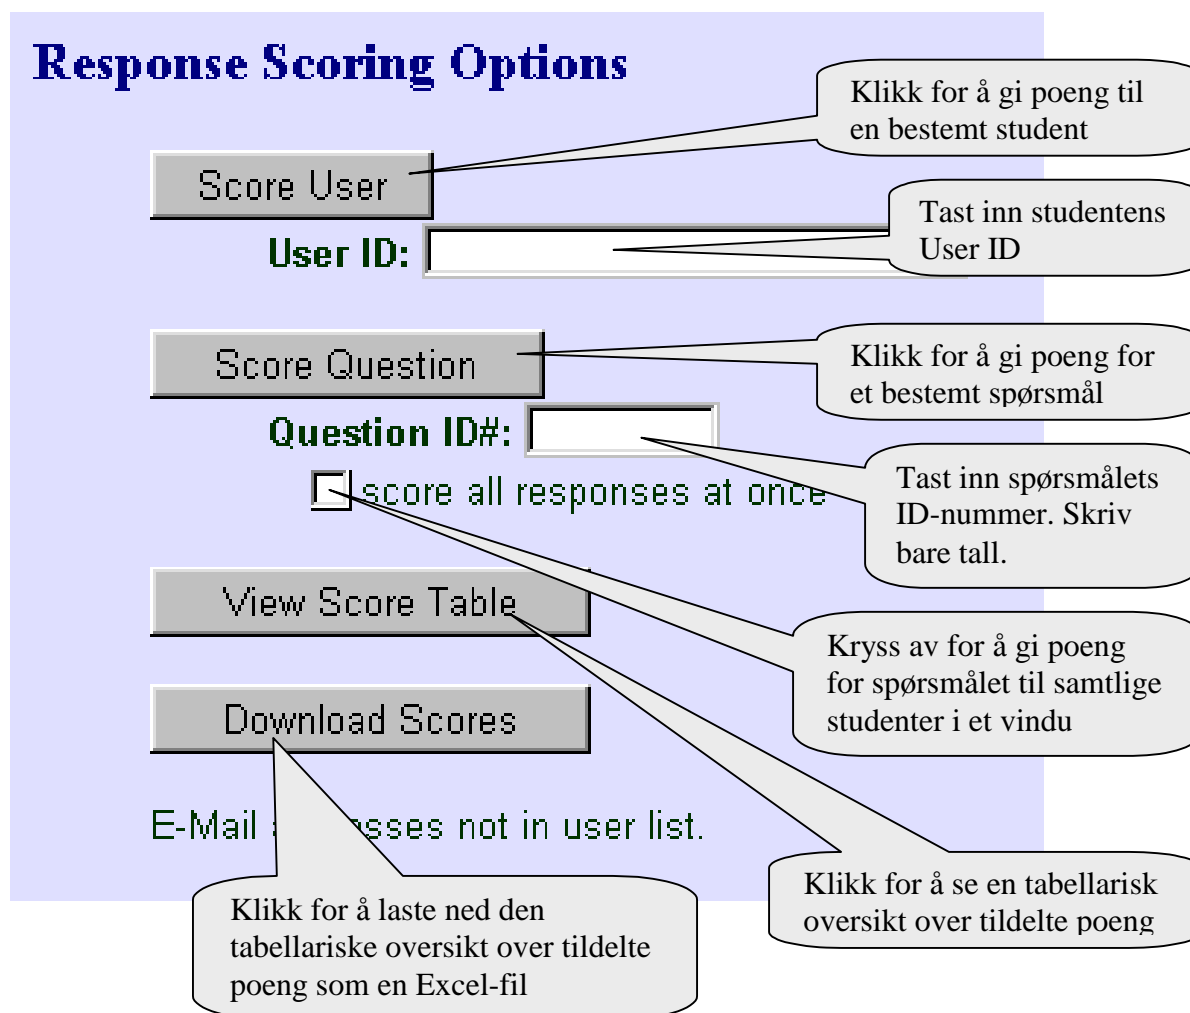 Response Scoring Options
Klikk for å gi poeng til
en bestemt student
Score User
Tast inn studentens
User ID
User ID:
Klikk for å gi poeng for
et bestemt spørsmål
Score Question
Question ID#:
Tast inn spørsmålets
ID-nummer. Skriv
bare tall.
score all responses at once
View Score Table
Kryss av for å gi poeng
for spørsmålet til samtlige
studenter i et vindu
Download Scores
E-Mail not in user list.
Klikk for å se en tabellarisk
oversikt over tildelte poeng
Klikk for å laste ned den
tabellariske oversikt over tildelte
poeng som en Excel-fil